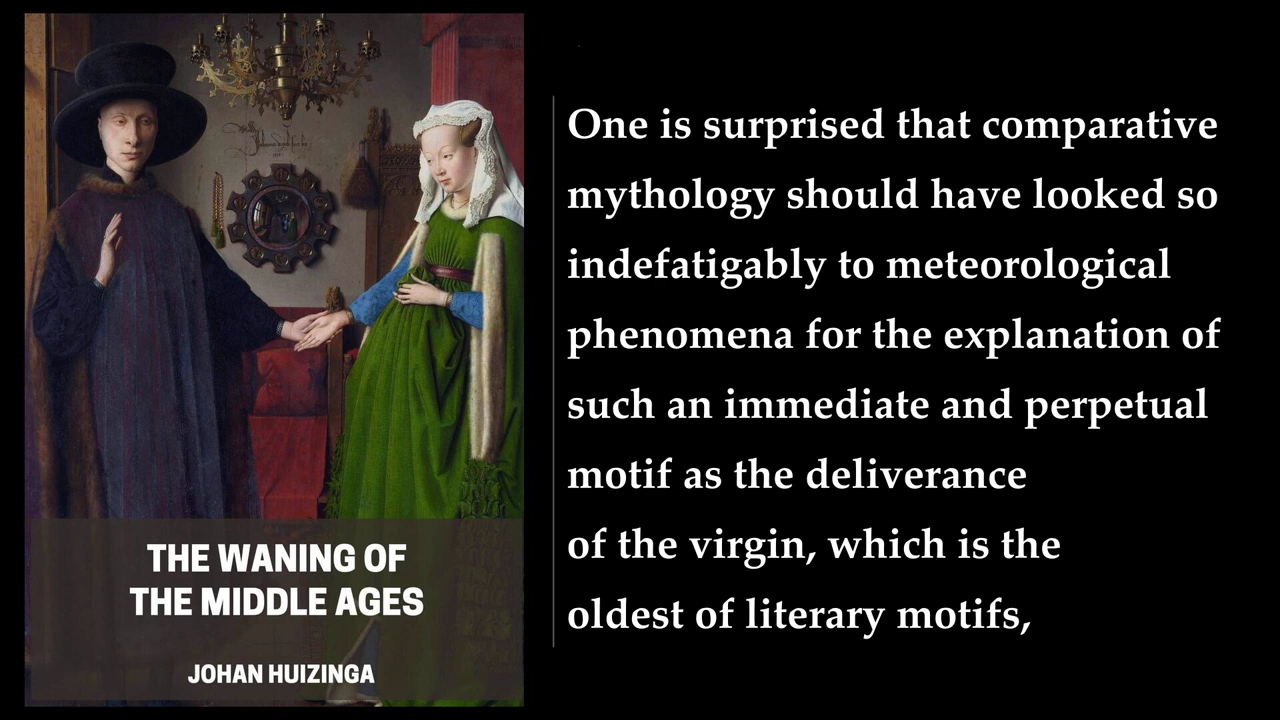 THE WANING OF
THE MIDDLE AGES
JOHAN HUIZINGA
One is surprised that comparative
mythology should have looked so
indefatigably to meteorological
phenomena for the explanation of
such an immediate and perpetual
motif as the deliverance
of the virgin, which is the
oldest of literary motifs,